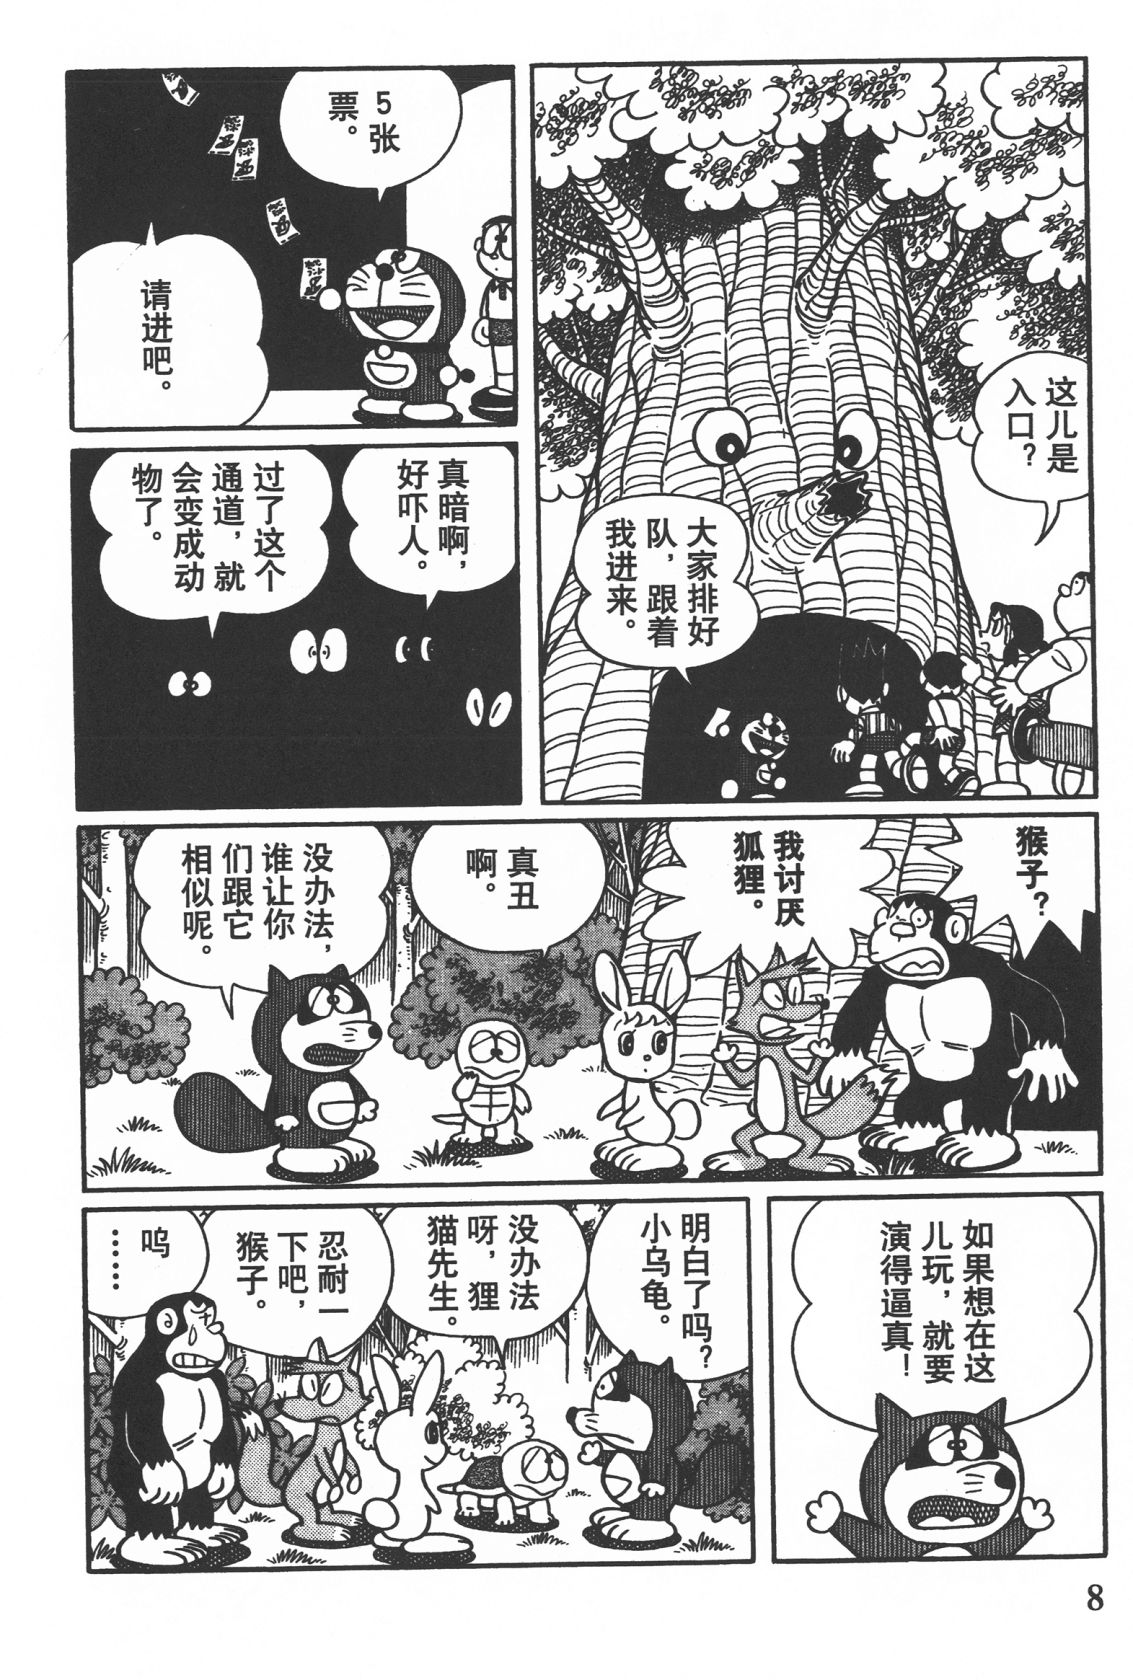 这儿是
入口？
大家排好
队，跟着
我进来。
5张
票。
请进吧。
真暗啊，
好吓人。
过了这个
通道，就
会变成动
物了。
猴子？
我讨厌
狐狸。
真丑
啊。
没办法，
谁让你
们跟它
相似呢。
如果想在这
儿玩，就要
演得逼真！
明白了吗？
小乌龟。
没办法
呀，狸
猫先生。
忍耐一
下吧，
猴子。
呜
……
8